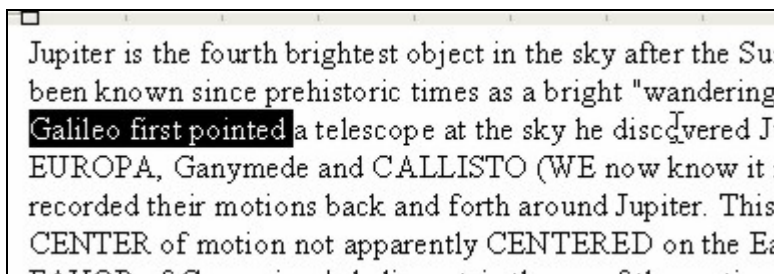 Jupiter is the fourth brightest object in the sky after the Su
been known since prehistoric times as a bright "wandering
Galileo first pointed a telescope at the sky he discovered J
EUROPA, Ganymede and CALLISTO (WE now know it
recorded their motions back and forth around Jupiter. This
CENTER of motion not apparently CENTERED on the Ea